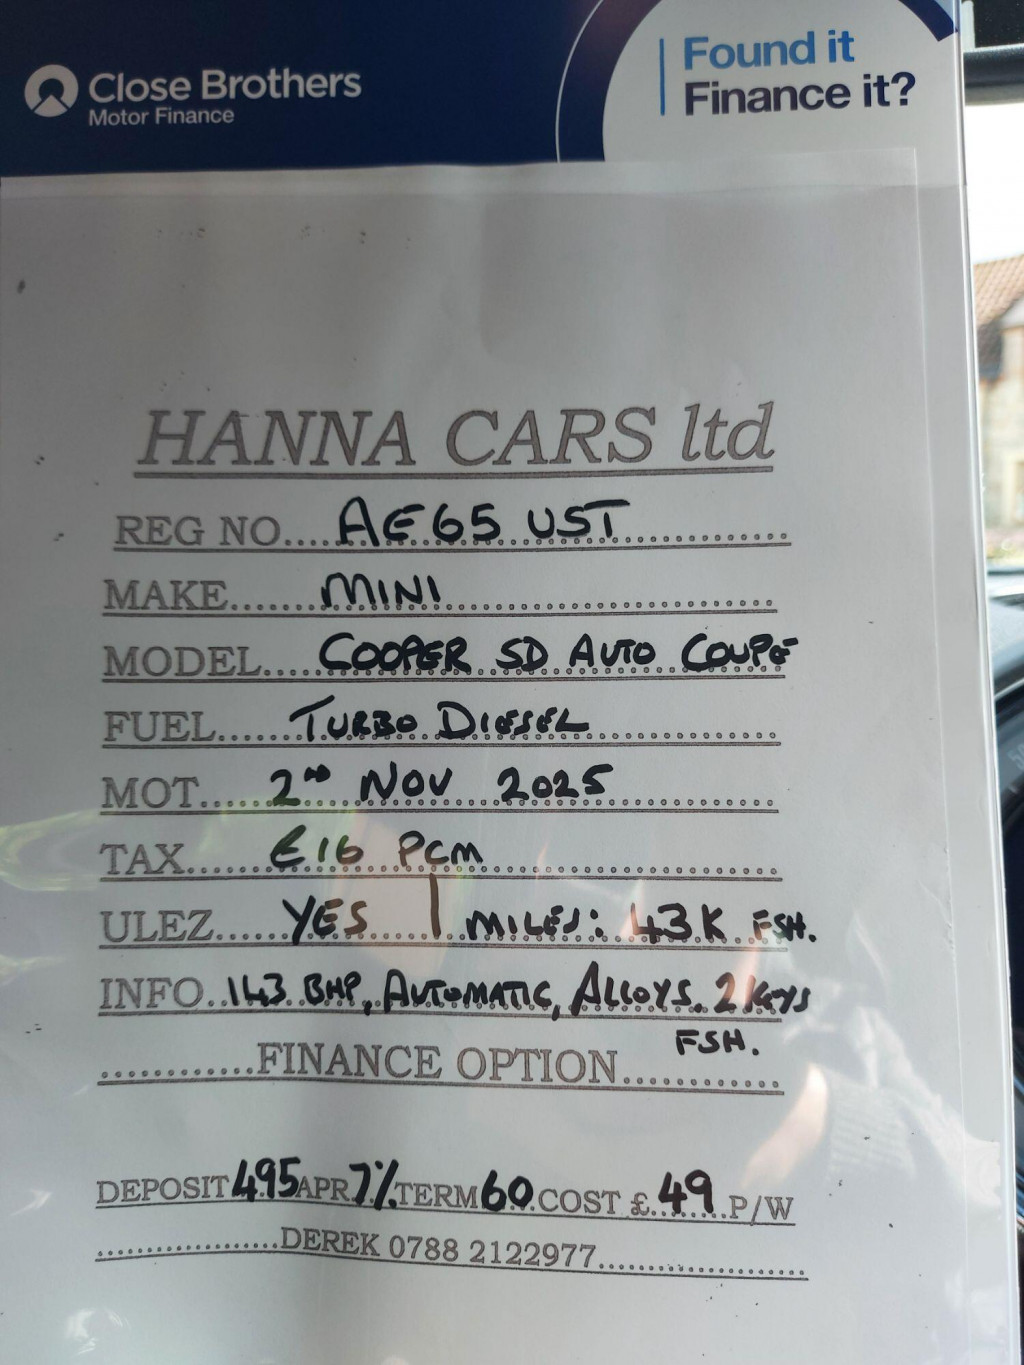 Close Brothers
Motor Finance
Found it
Finance it?
HANNA CARS ltd
REG NO.....AE65 UST..........
MAKE.......MINI..........
MODEL....COOPER SD AUTO COUPE
FUEL......TURBO DIESEL..........
MOT.....2ND NOV 2025..........
TAX......£16 PCM..........
ULEZ......YES | MILES: 43K FSH.
INFO..143 BHP, AUTOMATIC, ALLOYS. 2 KEYS
FSH.
............FINANCE OPTION............
DEPOSIT 495 APR 7% TERM 60 COST £ 49 P/W
..................DEREK 0788 2122977....................